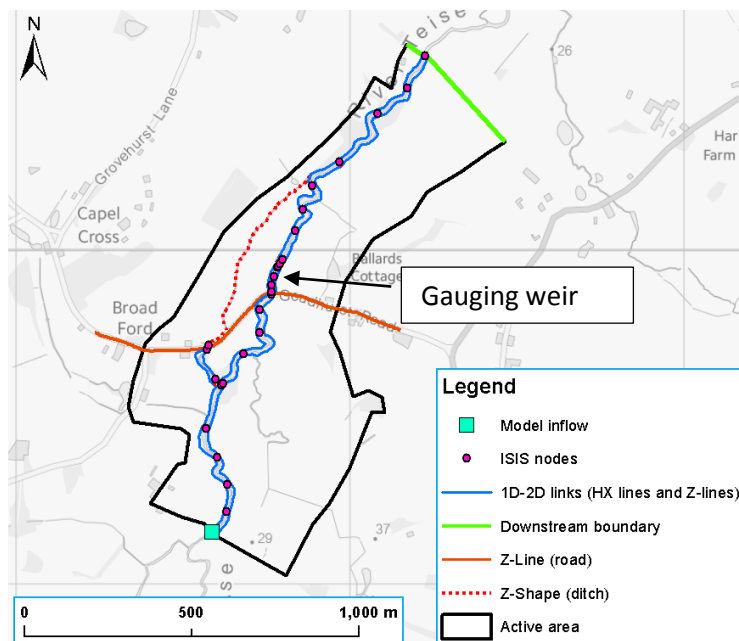 N
River Teise
26
Grovehurst Lane
Har
Farm
Capel
Cross
Ballards
Cottage
Gauging weir
Broad
Ford
Road
Legend
Model inflow
ISIS nodes
1D-2D links (HX lines and Z-lines)
Downstream boundary
Z-Line (road)
Z-Shape (ditch)
Active area
29
37
ise
0
500
1,000 m